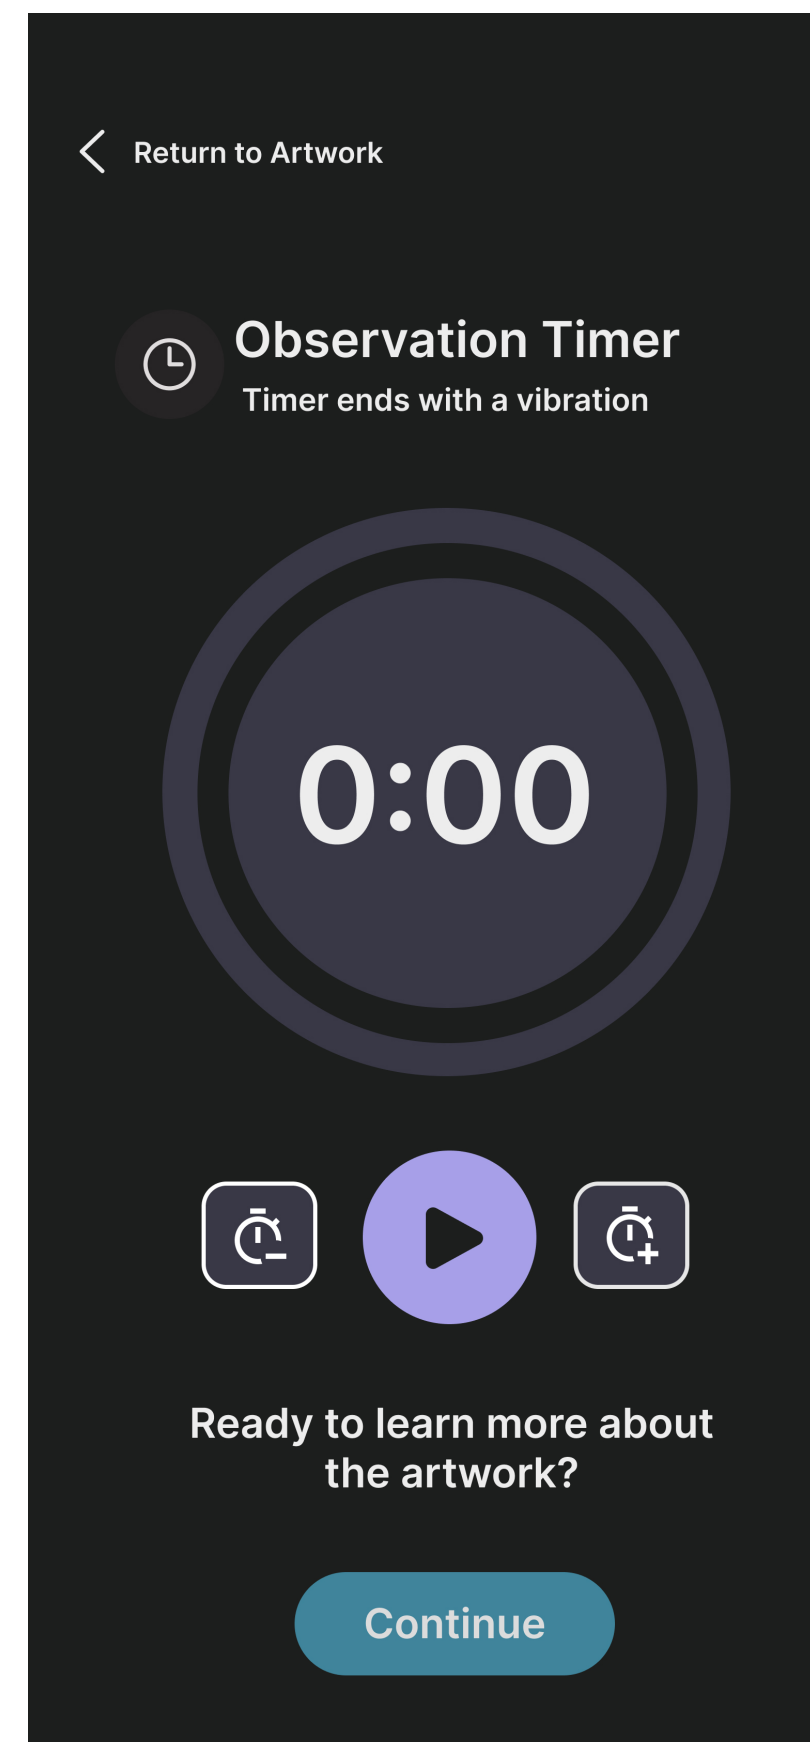 Return to Artwork
Observation Timer
Timer ends with a vibration
0:00
Ready to learn more about
the artwork?
Continue